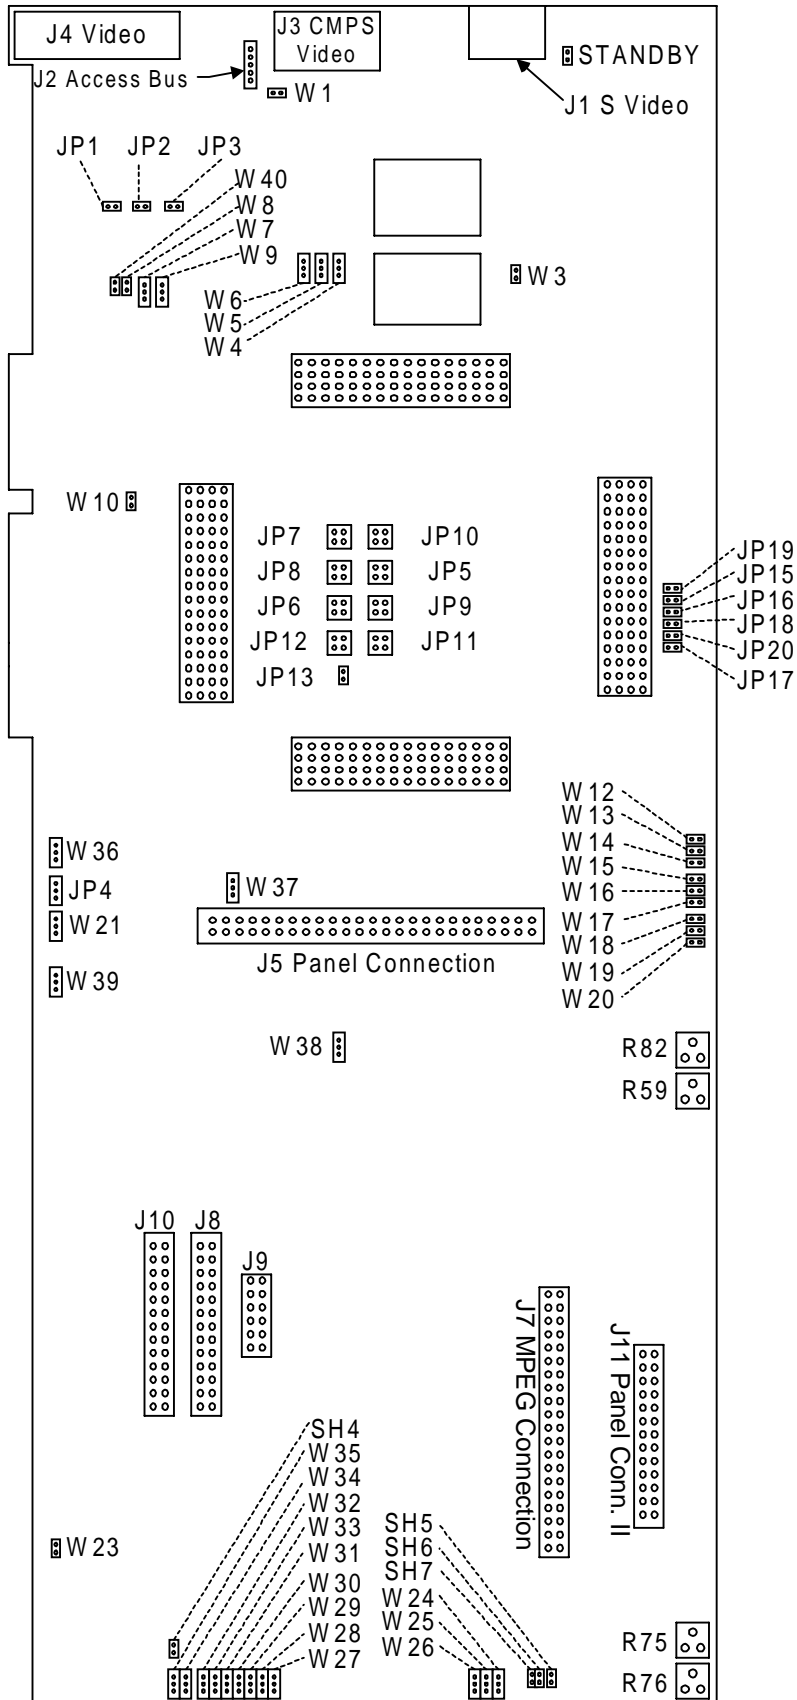 J4 Video
J3 CMPS
Video
STANDBY
J2 Access Bus
W1
J1 S Video
JP1 JP2 JP3
W40
W8
W7
W9
W3
W6
W5
W4
W10
JP7 JP10
JP8 JP5
JP6 JP9
JP12 JP11
JP13
JP19
JP15
JP16
JP18
JP20
JP17
W12
W13
W14
W15
W16
W17
W18
W19
W20
W36
JP4
W21
W39
W37
J5 Panel Connection
W38
R82
R59
J10 J8
J9
J7 MPEG Connection
J11 Panel Conn. II
SH4
W35
W34
W32
W33
W31
W30
W29
W28
W27
SH5
SH6
SH7
W24
W25
W26
W23
R75
R76